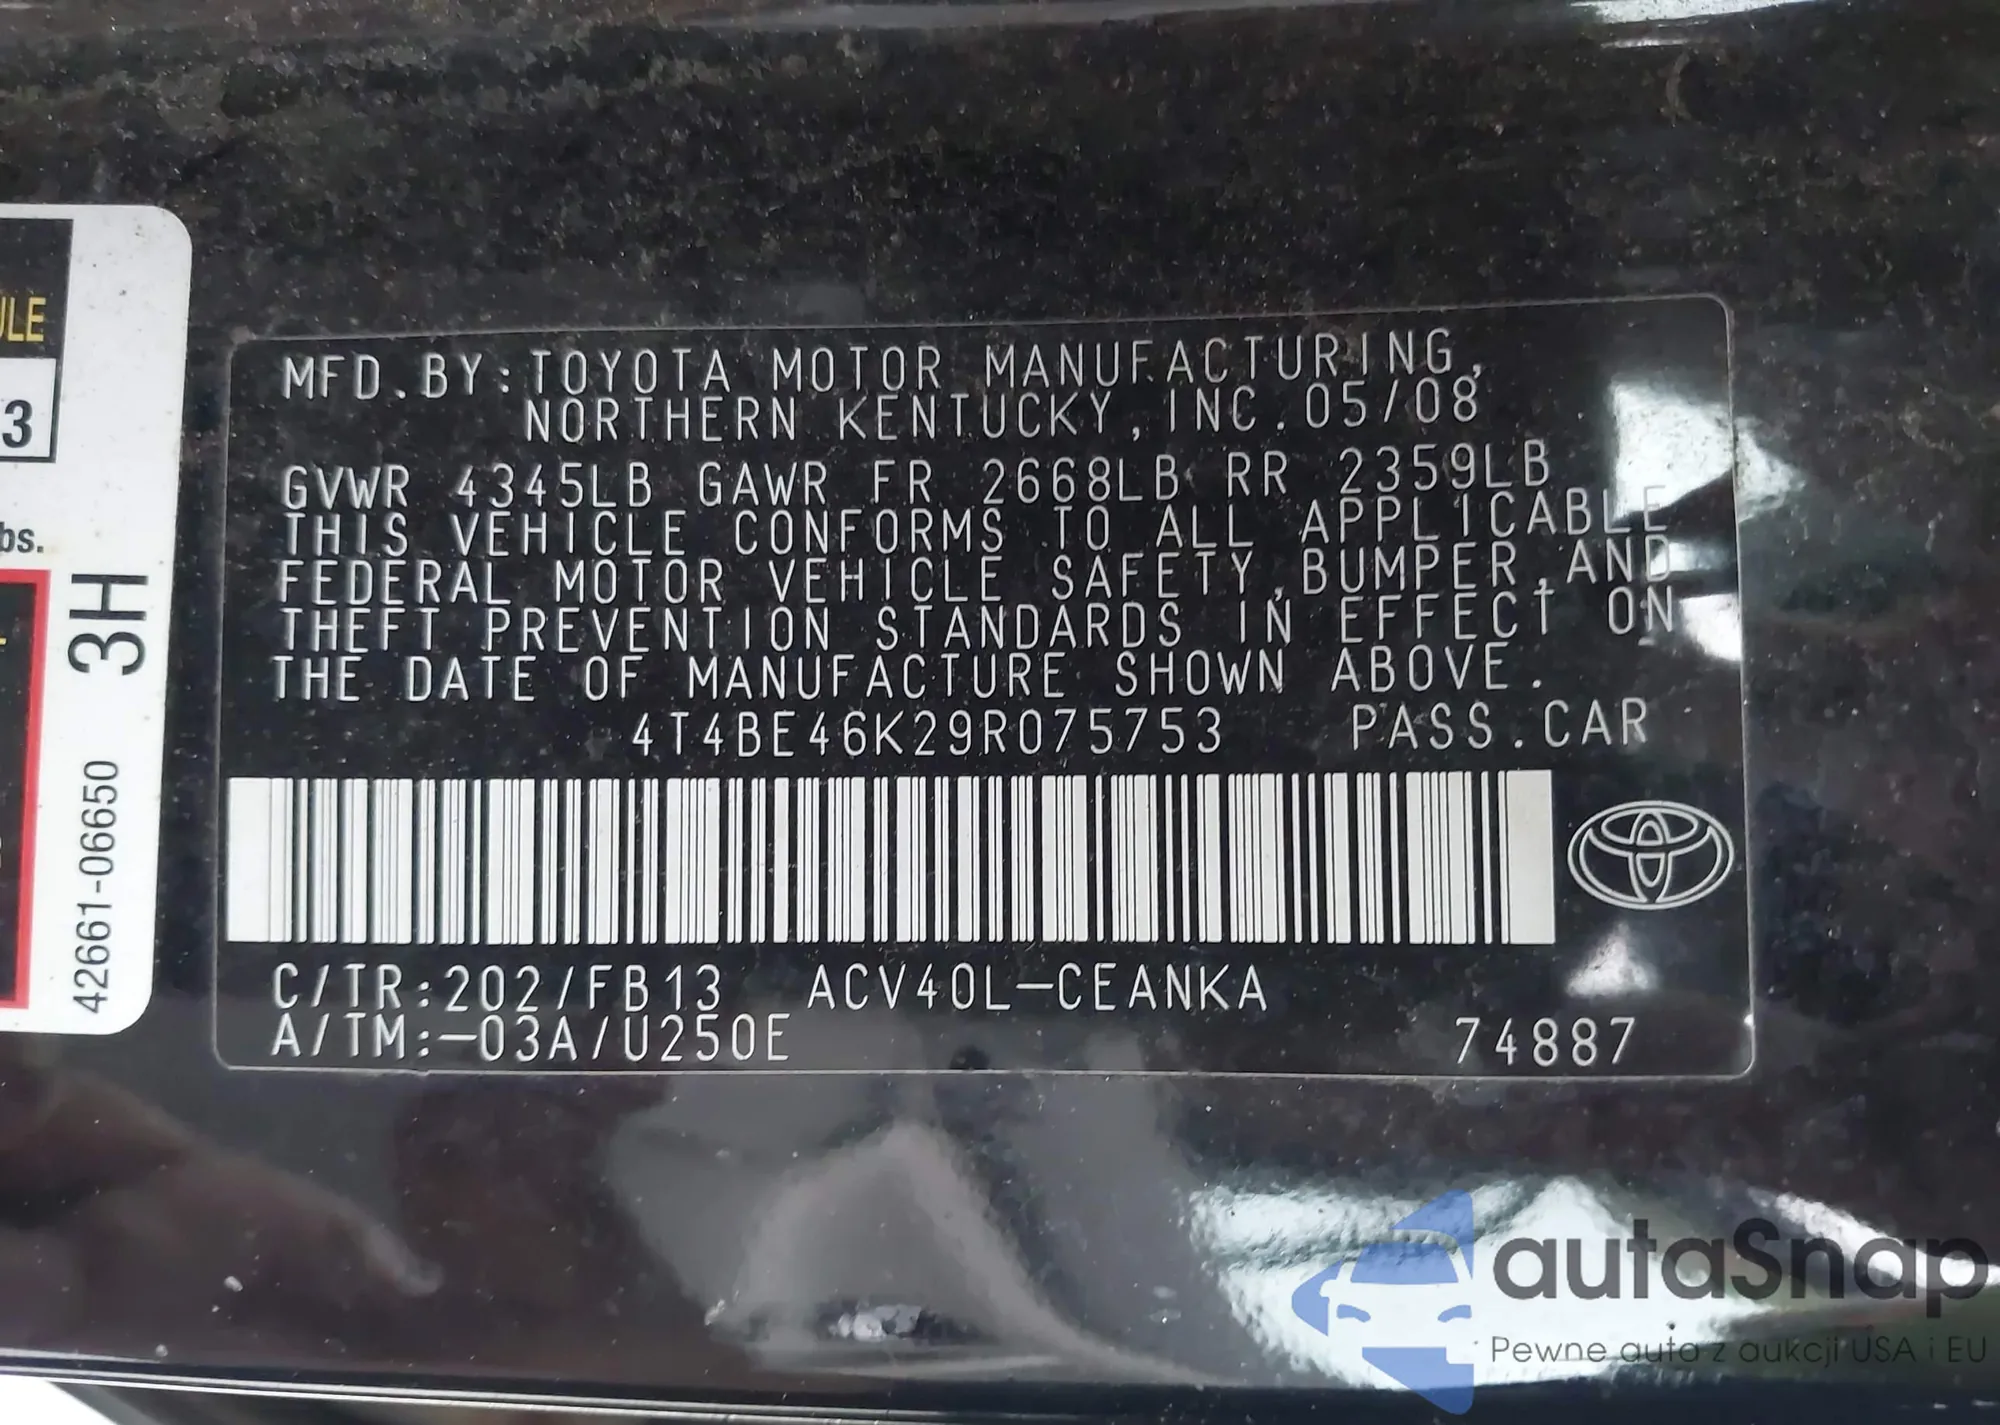 ULE
3
bs.
3H
42661-06650
MFD.BY:TOYOTA MOTOR MANUFACTURING,
NORTHERN KENTUCKY, INC.05/08
GVWR 4345LB GAWR FR 2668LB RR 2359LB
THIS VEHICLE CONFORMS TO ALL APPLICABLE
FEDERAL MOTOR VEHICLE SAFETY,BUMPER,AND
THEFT PREVENTION STANDARDS IN EFFECT ON
THE DATE OF MANUFACTURE SHOWN ABOVE.
4T4BE46K29R075753 PASS.CAR
C/TR:202/FB13 ACV40L-CEANKA
A/TM:-03A/U250E 74887
autaSnap
Pewne auto z aukcji USA i EU